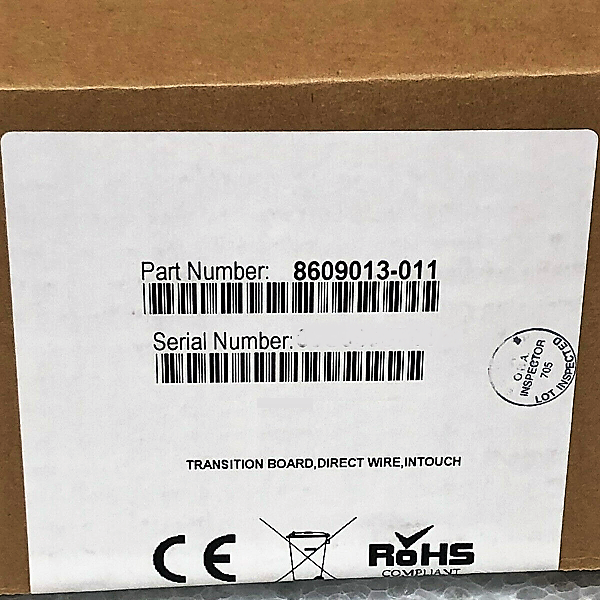 Part Number: 8609013-011
Serial Number:
INSPECTOR
705
LOT INSPECTED
TRANSITION BOARD,DIRECT WIRE,INTOUCH
CE
RoHS
COMPLIANT